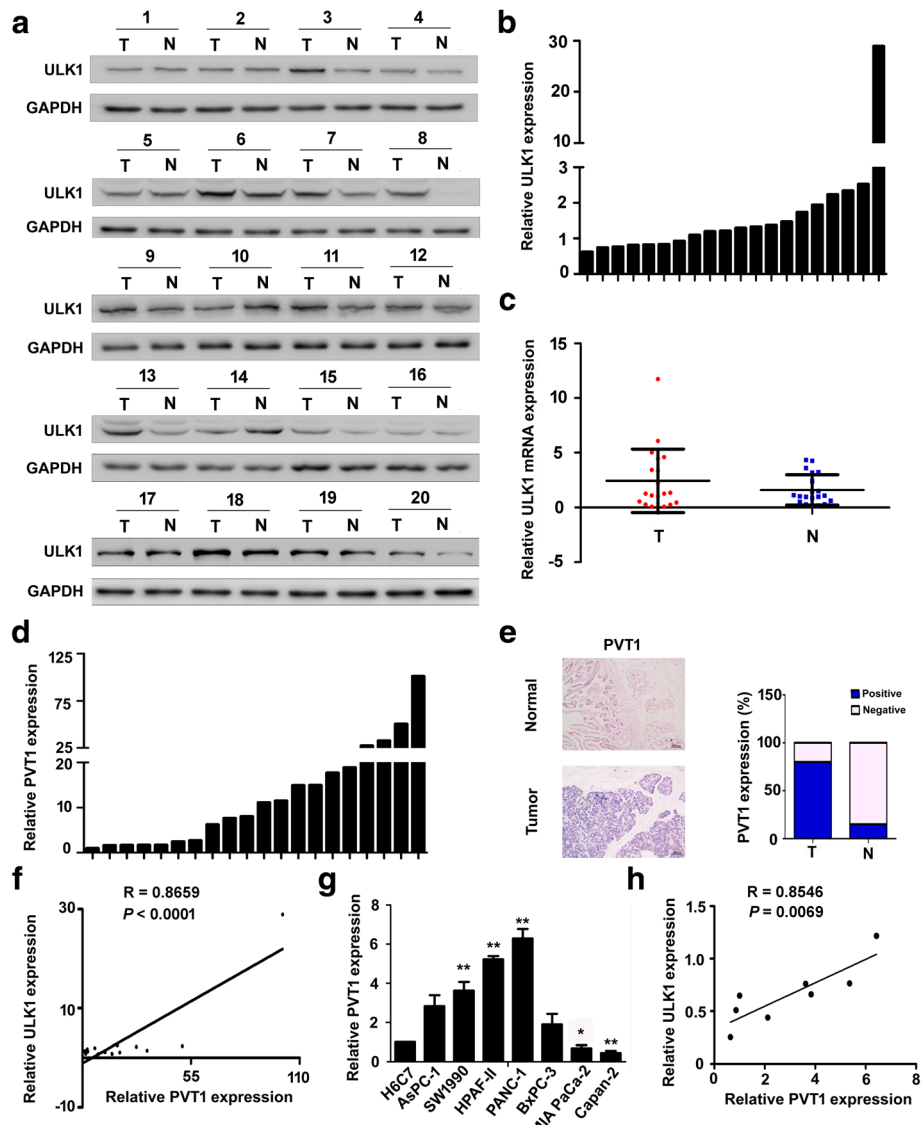 a
1 2 3 4
T N T N T N T N
ULK1
GAPDH
5 6 7 8
T N T N T N T N
ULK1
GAPDH
9 10 11 12
T N T N T N T N
ULK1
GAPDH
13 14 15 16
T N T N T N T N
ULK1
GAPDH
17 18 19 20
T N T N T N T N
ULK1
GAPDH
b
Relative ULK1 expression
30
20
10
3
2
1
0
c
Relative ULK1 mRNA expression
15
10
5
0
-5
T N
d
Relative PVT1 expression
125
75
25
20
10
0
e
PVT1
Normal
Tumor
Positive
Negative
PVT1 expression (%)
150
100
50
0
T N
f
R = 0.8659
P < 0.0001
Relative ULK1 expression
30
10
-10
55 110
Relative PVT1 expression
g
Relative PVT1 expression
8
6
4
2
0
** ** ** * **
H6C7
AsPC-1
SW1990
HPAF-II
PANC-1
BxPC-3
PaCa-2
Capan-2
h
R = 0.8546
P = 0.0069
Relative ULK1 expression
1.5
1.0
0.5
0.0
0 2 4 6 8
Relative PVT1 expression